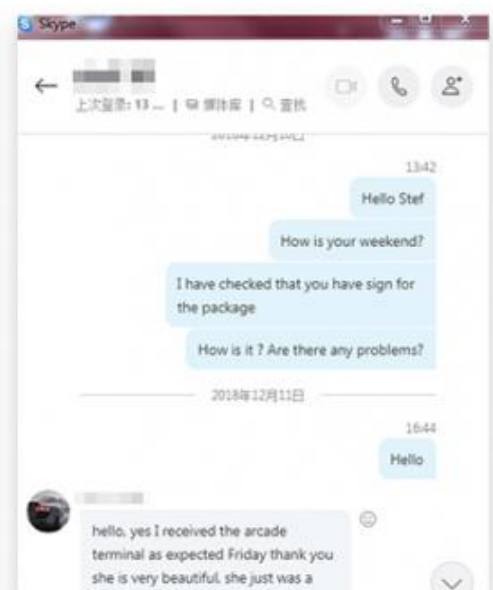 Skype
上次登录: 13 ... | 媒体库 | 查找
13:42
Hello Stef
How is your weekend?
I have checked that you have sign for
the package
How is it ? Are there any problems?
2018年12月11日
16:44
Hello
hello, yes I received the arcade
terminal as expected Friday thank you
she is very beautiful. she just was a